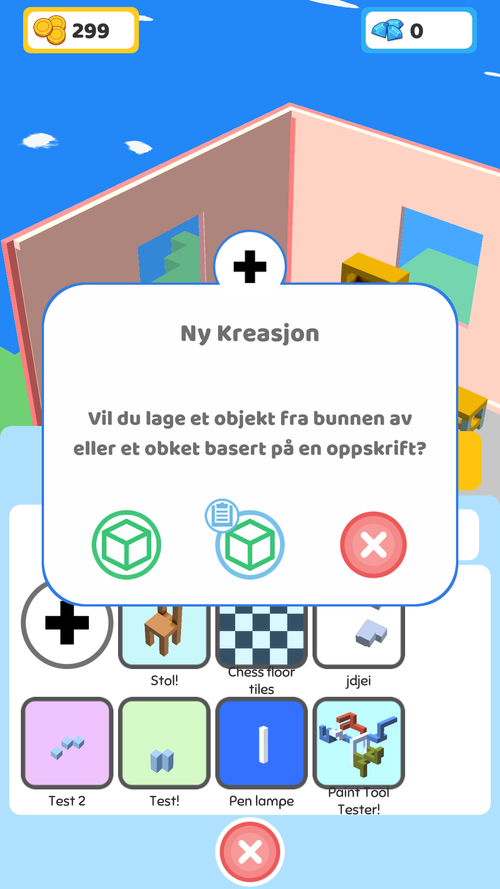 299
0
Ny Kreasjon
Vil du lage et objekt fra bunnen av
eller et obket basert på en oppskrift?
Stol!
Chess floor
tiles
jdjei
Test 2
Test!
Pen lampe
Paint Tool
Tester!